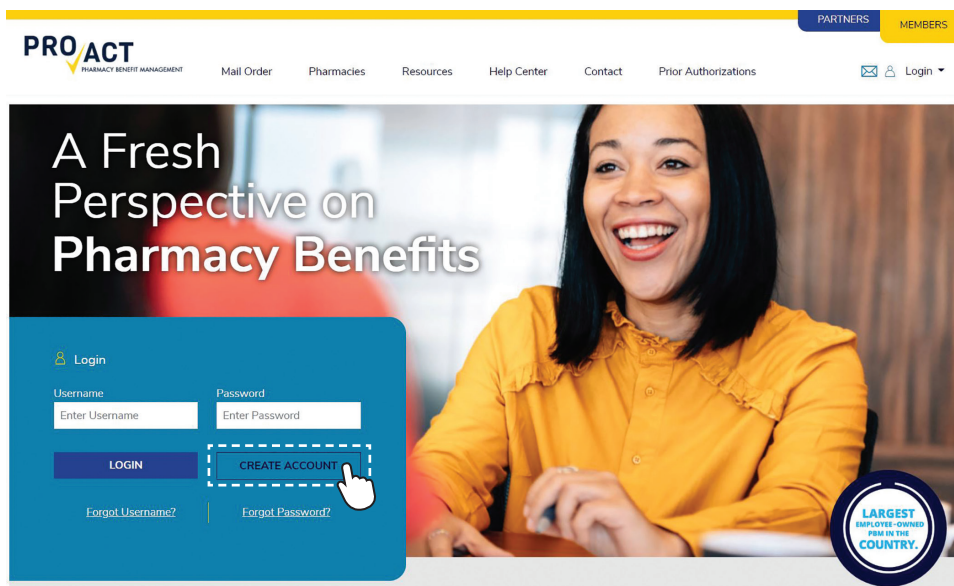 PARTNERS
MEMBERS
PROACT
PHARMACY BENEFIT MANAGEMENT
Mail Order
Pharmacies
Resources
Help Center
Contact
Prior Authorizations
Login
A Fresh
Perspective on
Pharmacy Benefits
Login
Username
Password
Enter Username
Enter Password
LOGIN
CREATE ACCOUNT
Forgot Username?
Forgot Password?
LARGEST
EMPLOYEE-OWNED
PBM IN THE
COUNTRY.